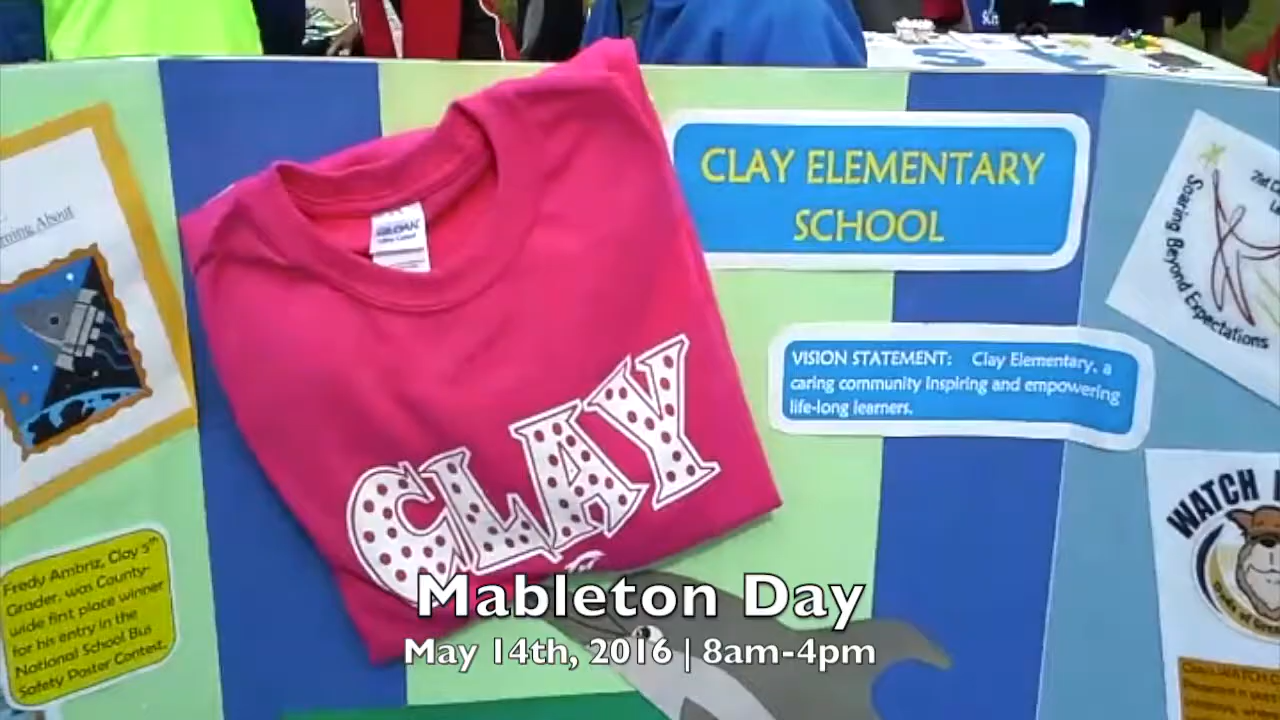 CLAY ELEMENTARY
SCHOOL
VISION STATEMENT: Clay Elementary, a
caring community inspiring and empowering
life-long learners.
CLAY
About
Fredy Ambriz, Clay 5th
Grader, was County-
wide first place winner
for his entry in the
National School Bus
Safety Poster Contest.
Soaring Beyond Expectations
WATCH
Mableton Day
May 14th, 2016 | 8am-4pm